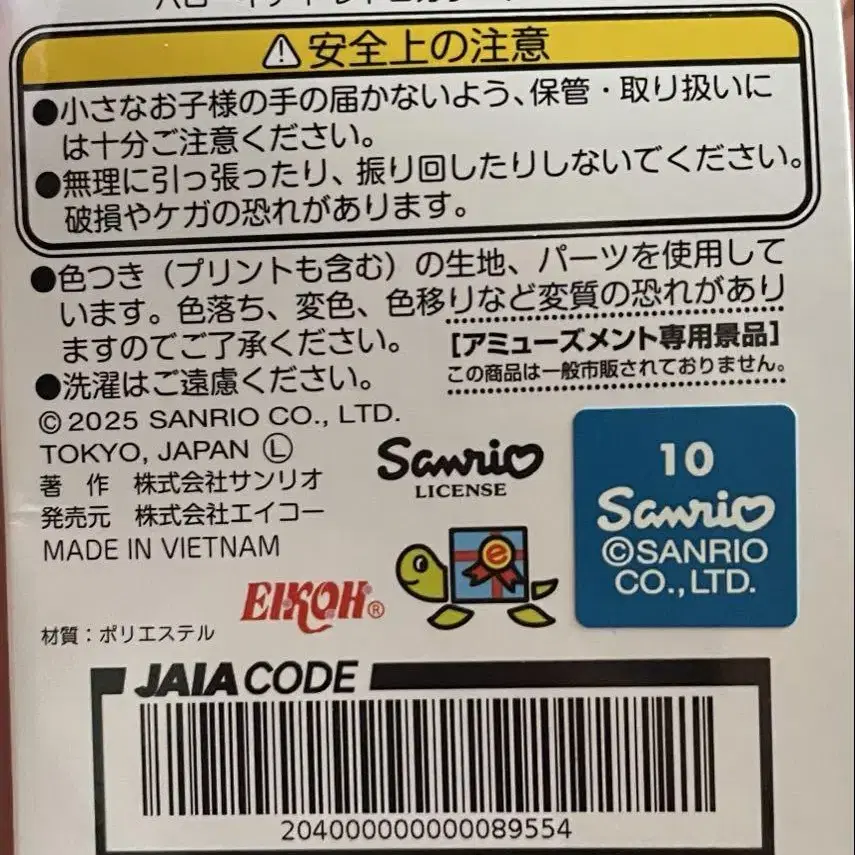 ⚠安全上の注意
●小さなお子様の手の届かないよう、保管・取り扱いに
は十分ご注意ください。
●無理に引っ張ったり、振り回したりしないでください。
破損やケガの恐れがあります。
●色つき（プリントも含む）の生地、パーツを使用して
います。色落ち、変色、色移りなど変質の恐れがあり
ますのでご了承ください。
●洗濯はご遠慮ください。
[アミューズメント専用景品]
この商品は一般市販されておりません。
© 2025 SANRIO CO., LTD.
TOKYO, JAPAN Ⓛ
著 作 株式会社サンリオ
発売元 株式会社エイコー
MADE IN VIETNAM
Sanrio
LICENSE
10
Sanrio
©SANRIO
CO.,LTD.
EIKOH®
e
材質：ポリエステル
JAIA CODE
204000000000089554